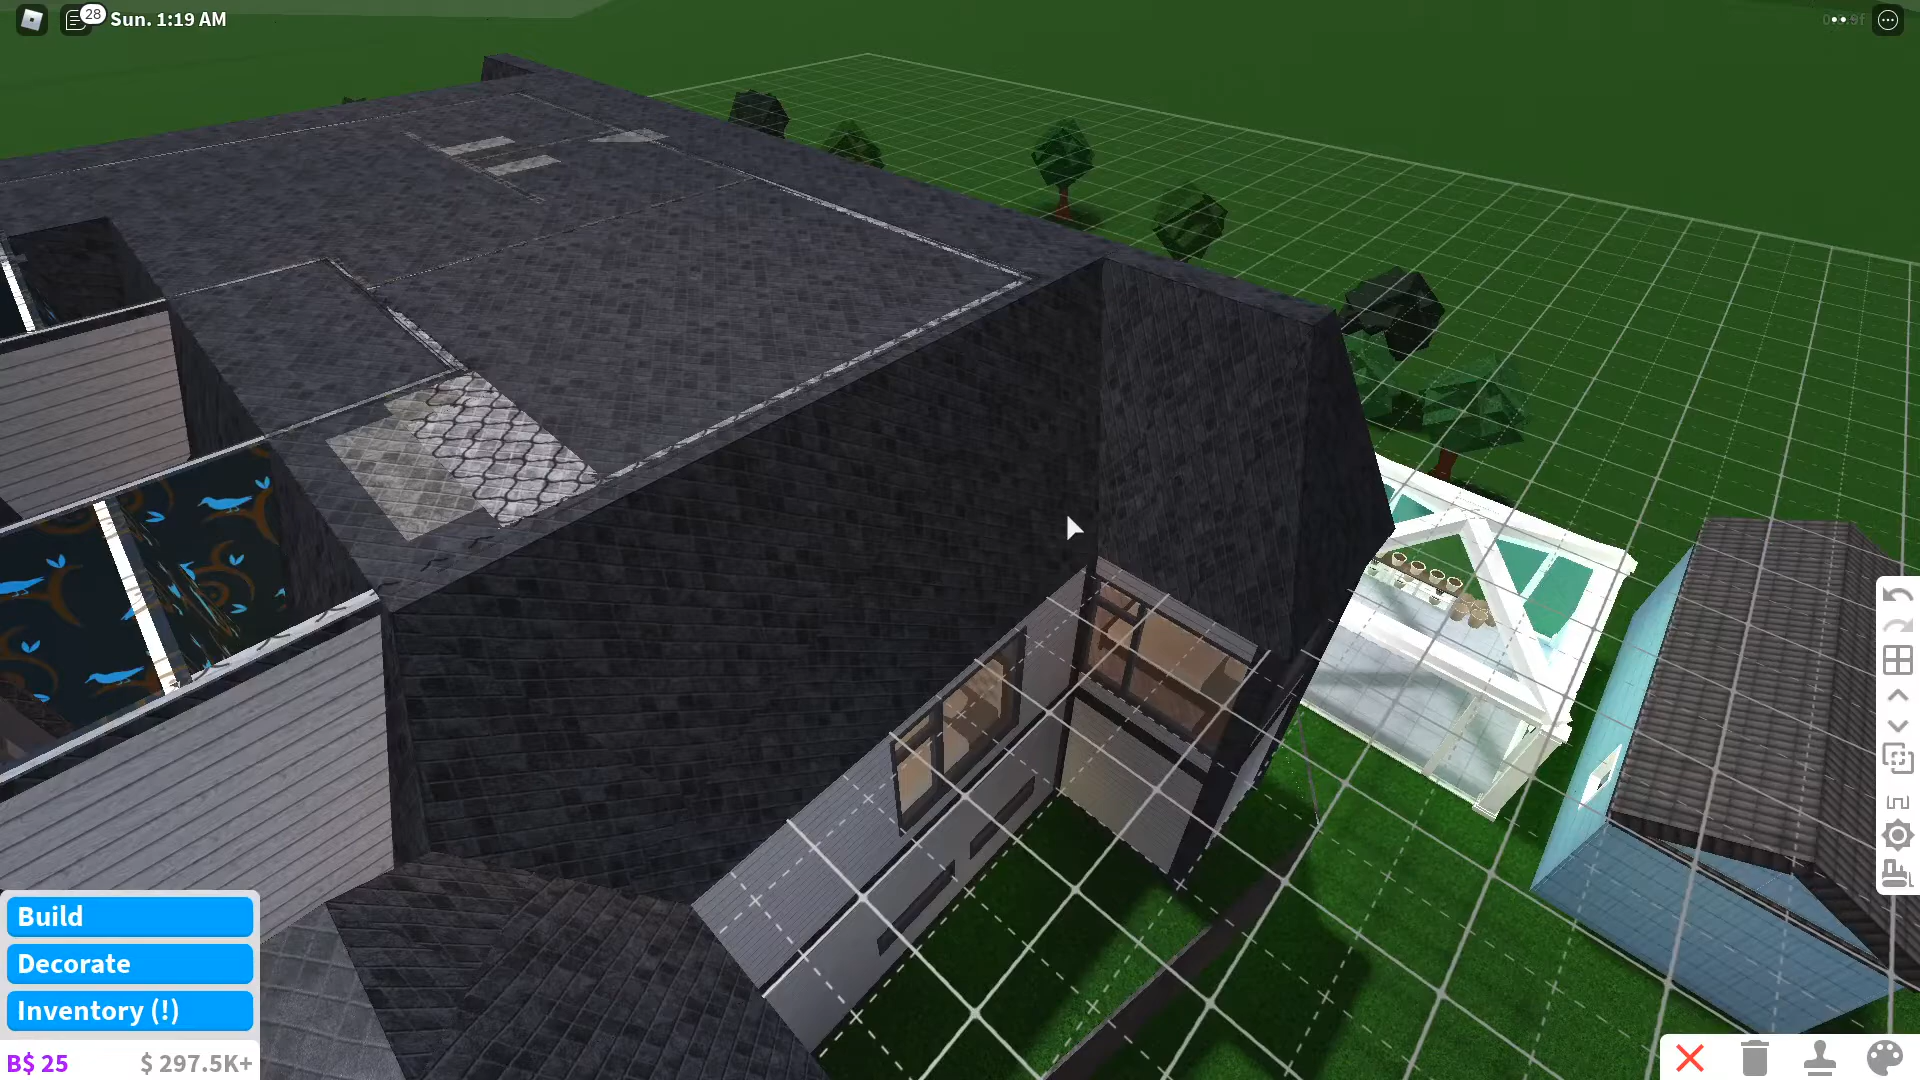 28
Sun. 1:19 AM
Build
Decorate
Inventory (!)
B$ 25
$ 297.5K+